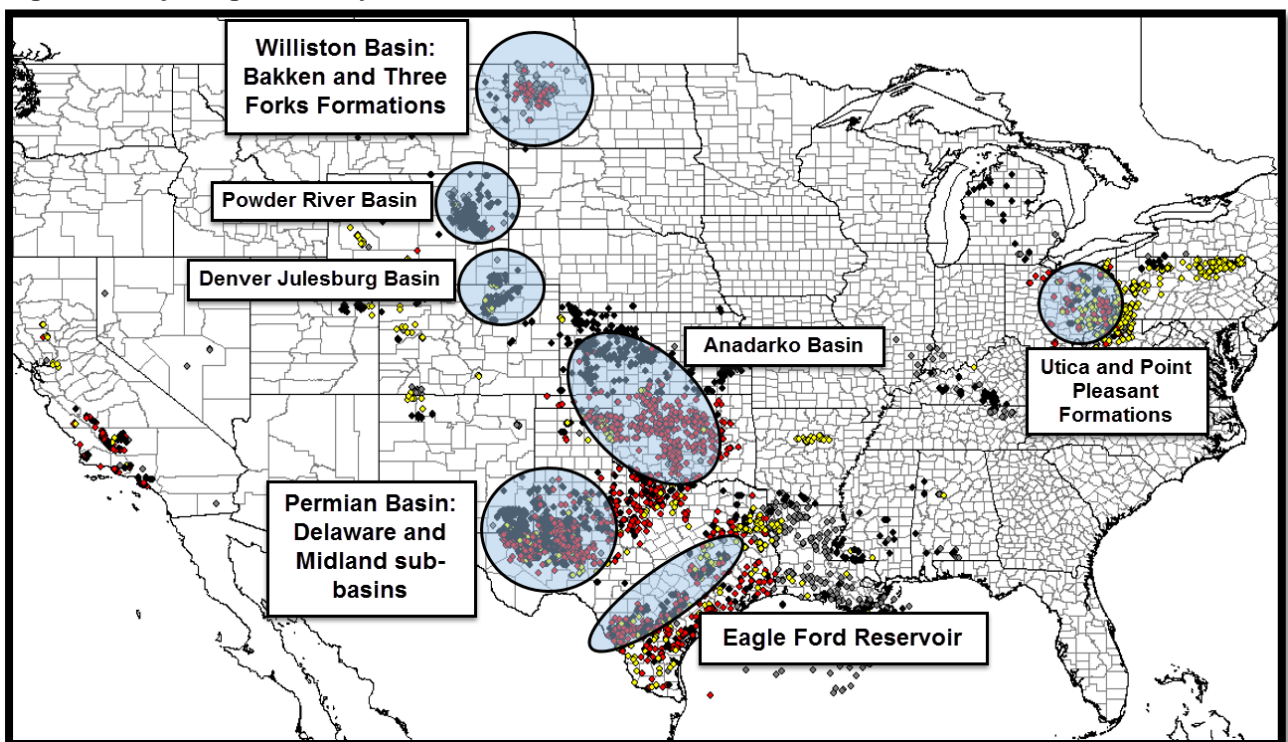 Williston Basin:
Bakken and Three
Forks Formations
Powder River Basin
Denver Julesburg Basin
Anadarko Basin
Utica and Point
Pleasant
Formations
Permian Basin:
Delaware and
Midland sub-
basins
Eagle Ford Reservoir